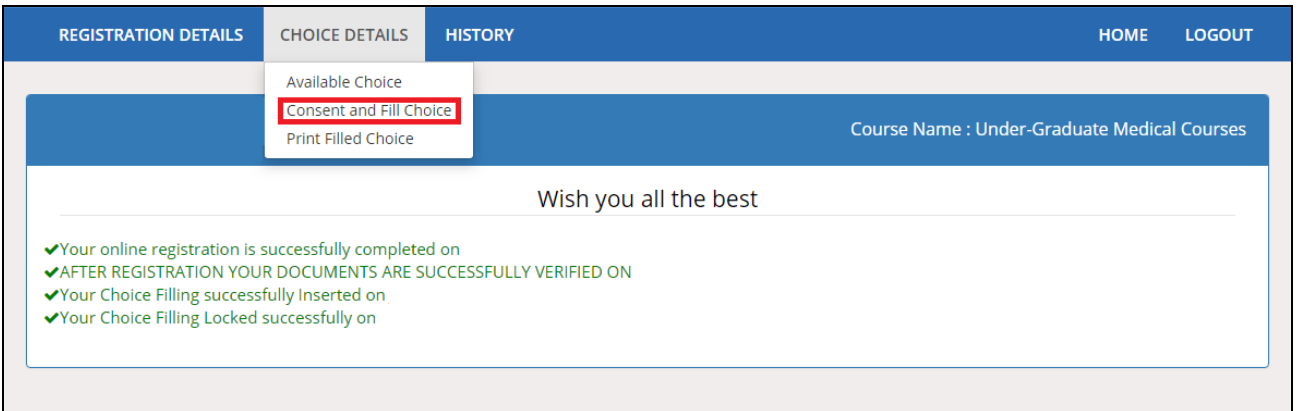 REGISTRATION DETAILS CHOICE DETAILS HISTORY HOME LOGOUT
Available Choice
Consent and Fill Choice
Print Filled Choice
Course Name : Under-Graduate Medical Courses
Wish you all the best
✔Your online registration is successfully completed on
✔AFTER REGISTRATION YOUR DOCUMENTS ARE SUCCESSFULLY VERIFIED ON
✔Your Choice Filling successfully Inserted on
✔Your Choice Filling Locked successfully on